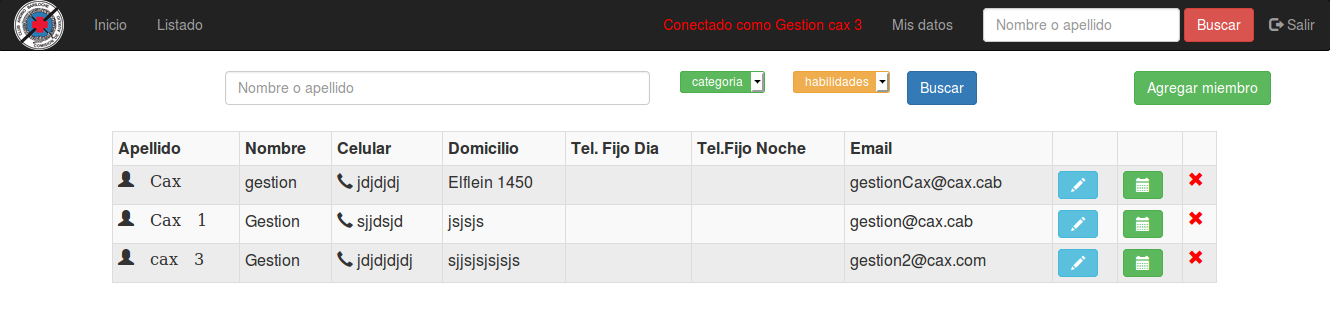 Inicio Listado Conectado como Gestion cax 3 Mis datos Nombre o apellido Buscar Salir
Nombre o apellido categoria habilidades Buscar Agregar miembro
Apellido Nombre Celular Domicilio Tel. Fijo Dia Tel.Fijo Noche Email
Cax gestion jdjdjdj Elflein 1450 gestionCax@cax.cab
Cax 1 Gestion sjjdsjd jsjsjs gestion@cax.cab
cax 3 Gestion jdjdjdjdj sjjsjsjsjsjs gestion2@cax.com